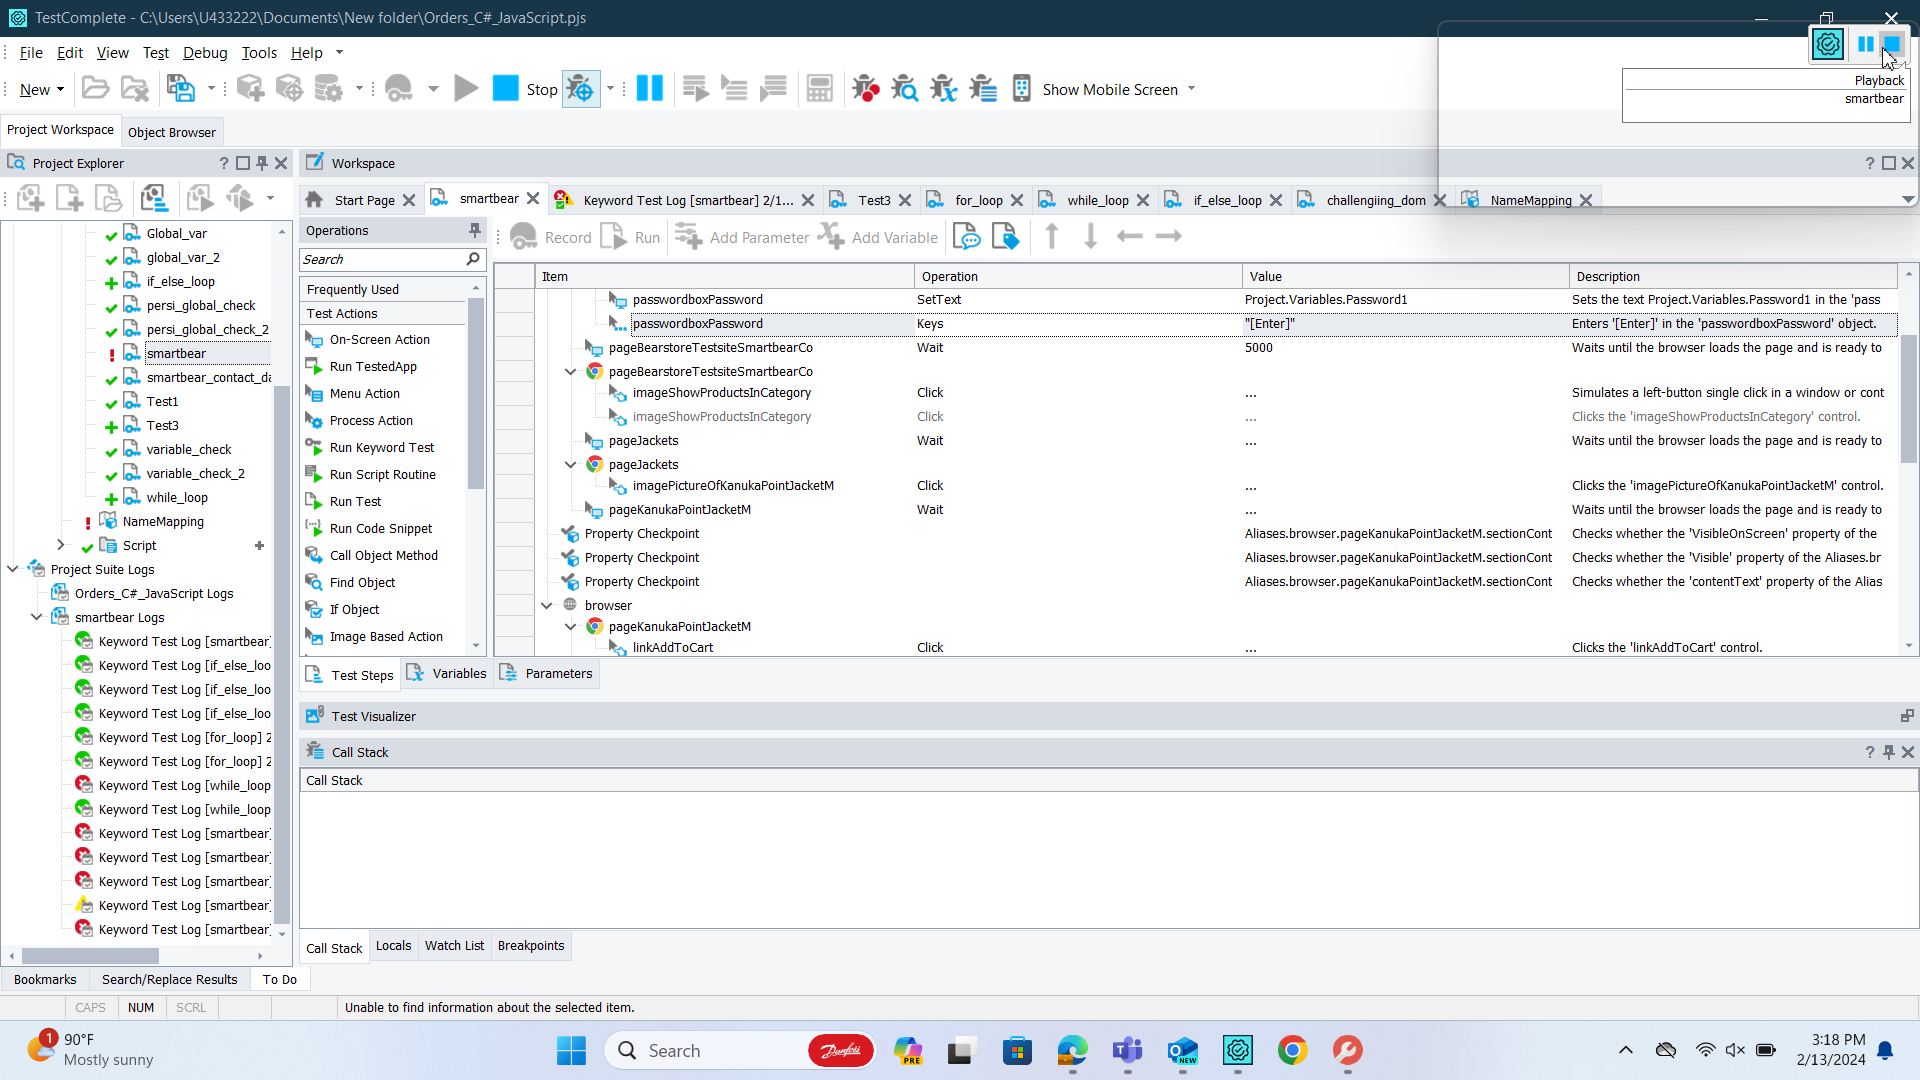 TestComplete - C:\Users\U433222\Documents\New folder\Orders_C#_JavaScript.pjs
File Edit View Test Debug Tools Help
New Stop Show Mobile Screen
Playback
smartbear
Project Workspace Object Browser
Project Explorer ?
Global_var
global_var_2
if_else_loop
persi_global_check
persi_global_check_2
smartbear
smartbear_contact_da
Test1
Test3
variable_check
variable_check_2
while_loop
NameMapping
Script +
Project Suite Logs
Orders_C#_JavaScript Logs
smartbear Logs
Keyword Test Log [smartbear]
Keyword Test Log [if_else_loo
Keyword Test Log [if_else_loo
Keyword Test Log [if_else_loo
Keyword Test Log [for_loop] 2
Keyword Test Log [for_loop] 2
Keyword Test Log [while_loop
Keyword Test Log [while_loop
Keyword Test Log [smartbear]
Keyword Test Log [smartbear]
Keyword Test Log [smartbear]
Keyword Test Log [smartbear]
Keyword Test Log [smartbear]
Workspace ?
Start Page smartbear Keyword Test Log [smartbear] 2/1... Test3 for_loop while_loop if_else_loop challengiing_dom NameMapping
Operations
Search
Frequently Used
Test Actions
On-Screen Action
Run TestedApp
Menu Action
Process Action
Run Keyword Test
Run Script Routine
Run Test
Run Code Snippet
Call Object Method
Find Object
If Object
Image Based Action
Record Run Add Parameter Add Variable
Item Operation Value Description
passwordboxPassword SetText Project.Variables.Password1 Sets the text Project.Variables.Password1 in the 'pass
passwordboxPassword Keys "[Enter]" Enters '[Enter]' in the 'passwordboxPassword' object.
pageBearstoreTestsiteSmartbearCo Wait 5000 Waits until the browser loads the page and is ready to
pageBearstoreTestsiteSmartbearCo
imageShowProductsInCategory Click ... Simulates a left-button single click in a window or cont
imageShowProductsInCategory Click ... Clicks the 'imageShowProductsInCategory' control.
pageJackets Wait ... Waits until the browser loads the page and is ready to
pageJackets
imagePictureOfKanukaPointJacketM Click ... Clicks the 'imagePictureOfKanukaPointJacketM' control.
pageKanukaPointJacketM Wait ... Waits until the browser loads the page and is ready to
Property Checkpoint Aliases.browser.pageKanukaPointJacketM.sectionCont Checks whether the 'VisibleOnScreen' property of the
Property Checkpoint Aliases.browser.pageKanukaPointJacketM.sectionCont Checks whether the 'Visible' property of the Aliases.br
Property Checkpoint Aliases.browser.pageKanukaPointJacketM.sectionCont Checks whether the 'contentText' property of the Alias
browser
pageKanukaPointJacketM
linkAddToCart Click ... Clicks the 'linkAddToCart' control.
Test Steps Variables Parameters
Test Visualizer
Call Stack ?
Call Stack
Call Stack Locals Watch List Breakpoints
Bookmarks Search/Replace Results To Do
CAPS NUM SCRL Unable to find information about the selected item.
1 90°F
Mostly sunny
Search Danfoss PRE NEW
3:18 PM
2/13/2024